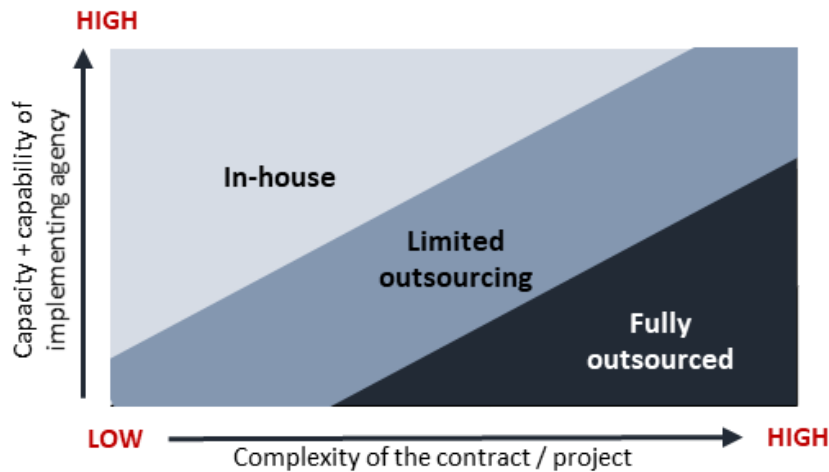 HIGH
Capacity + capability of
implementing agency
In-house
Limited
outsourcing
Fully
outsourced
LOW
HIGH
Complexity of the contract / project